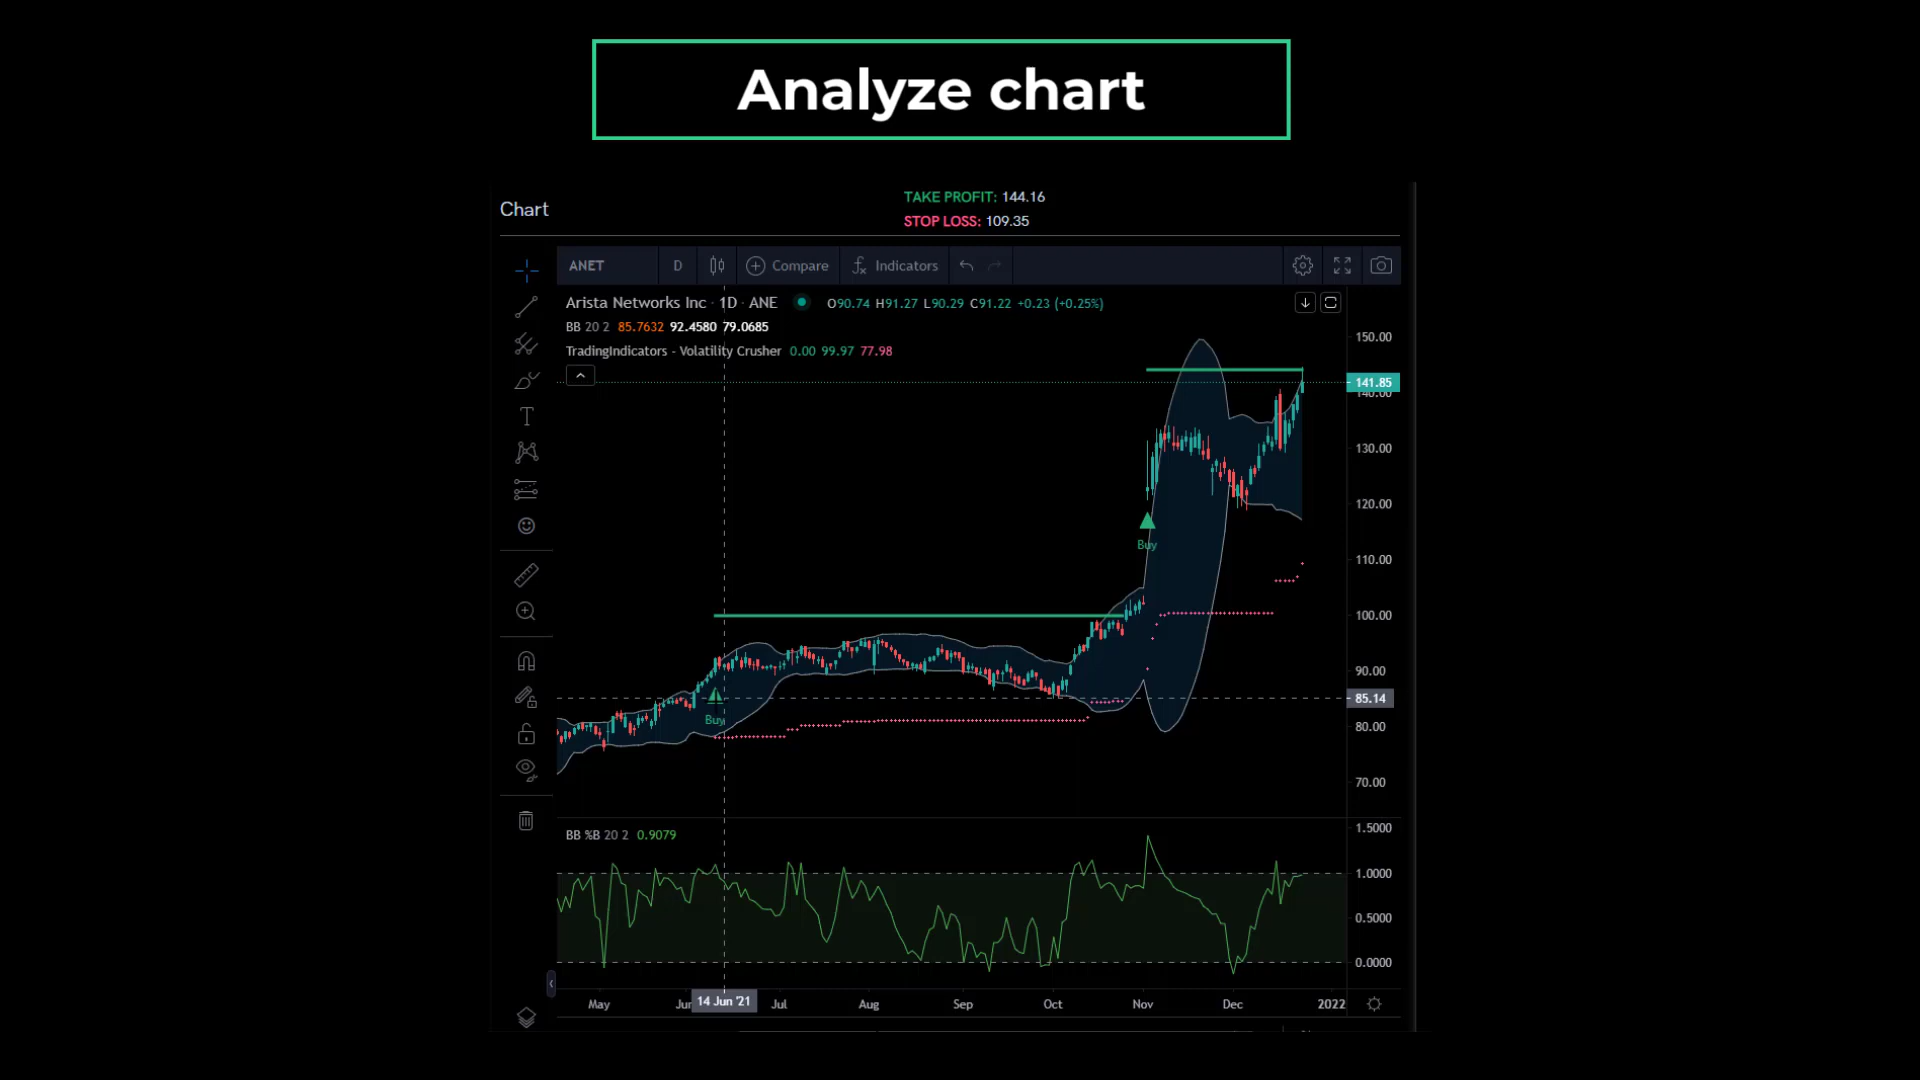 Analyze chart
Chart
TAKE PROFIT: 144.16
STOP LOSS: 109.35
ANET D Compare Indicators
Arista Networks Inc · 1D · ANE O90.74 H91.27 L90.29 C91.22 +0.23 (+0.25%)
BB 20 2 85.7632 92.4580 79.0685
TradingIndicators - Volatility Crusher 0.00 99.97 77.98
150.00
141.85
140.00
130.00
120.00
Buy
110.00
100.00
90.00
85.14
Buy
80.00
70.00
BB %B 20 2 0.9079
1.5000
1.0000
0.5000
0.0000
May Jun 14 Jun '21 Jul Aug Sep Oct Nov Dec 2022